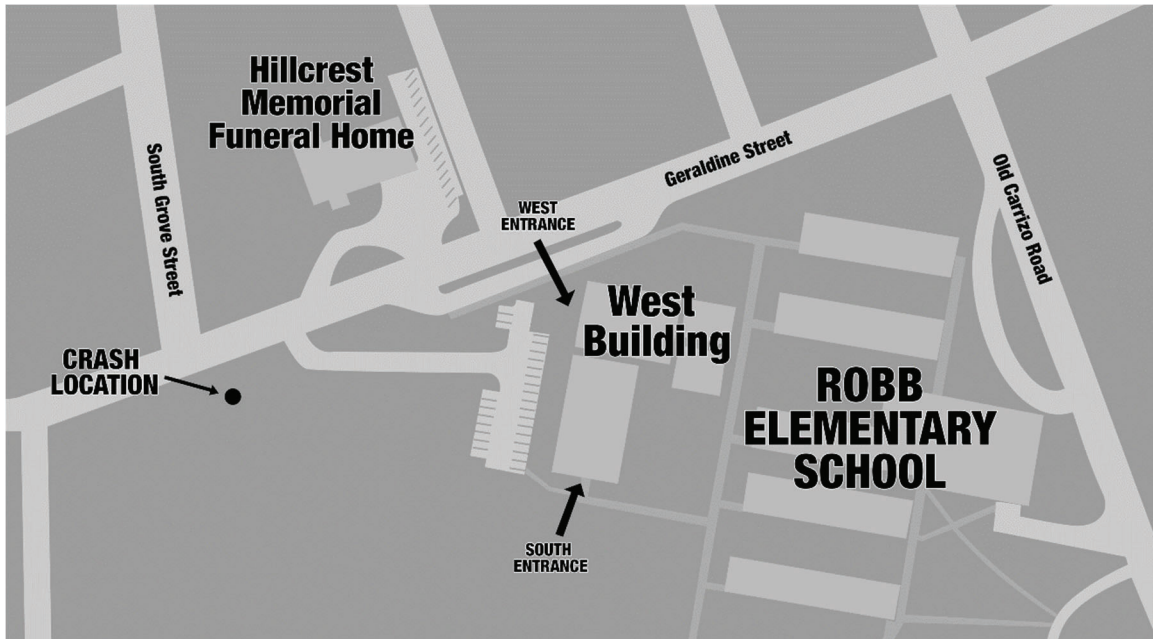 Hillcrest
Memorial
Funeral Home
South Grove Street
Geraldine Street
Old Carrizo Road
WEST
ENTRANCE
West
Building
CRASH
LOCATION
ROBB
ELEMENTARY
SCHOOL
SOUTH
ENTRANCE